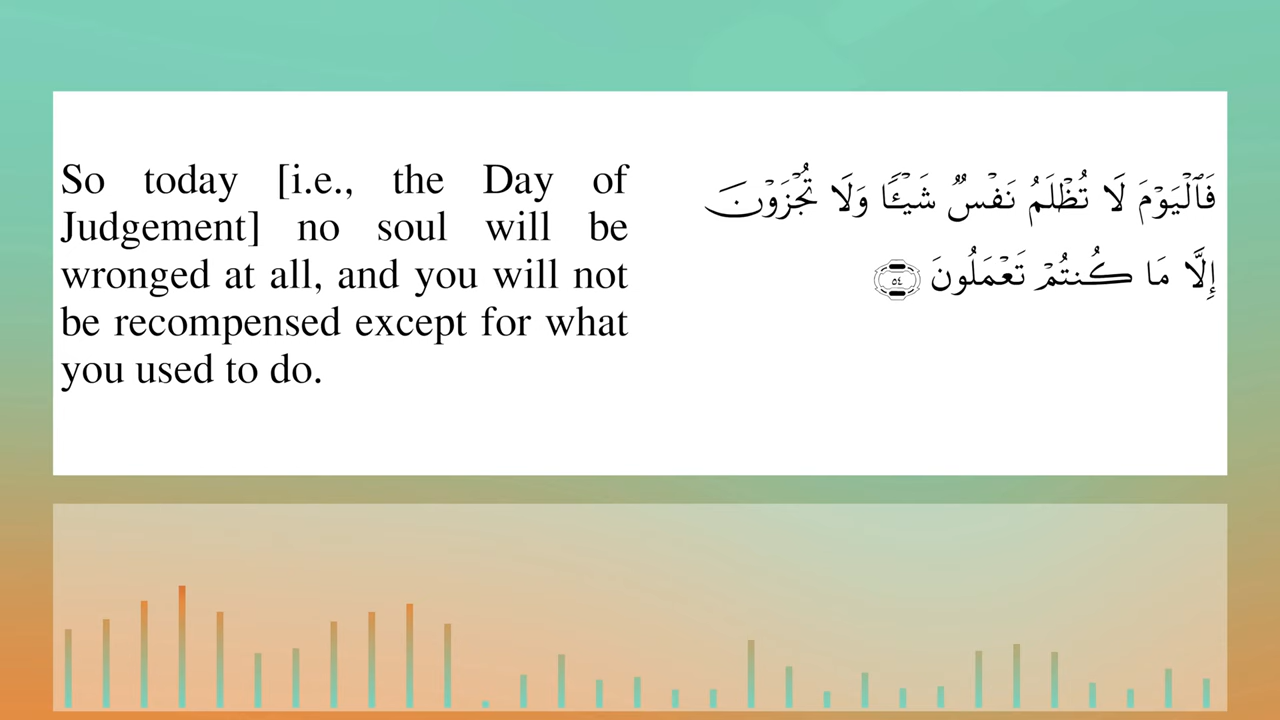 So today [i.e., the Day of
Judgement] no soul will be
wronged at all, and you will not
be recompensed except for what
you used to do.
فَٱلْيَوْمَ لَا تُظْلَمُ نَفْسٌ شَيْـًٔا وَلَا تُجْزَوْنَ
إِلَّا مَا كُنتُمْ تَعْمَلُونَ ٥٤